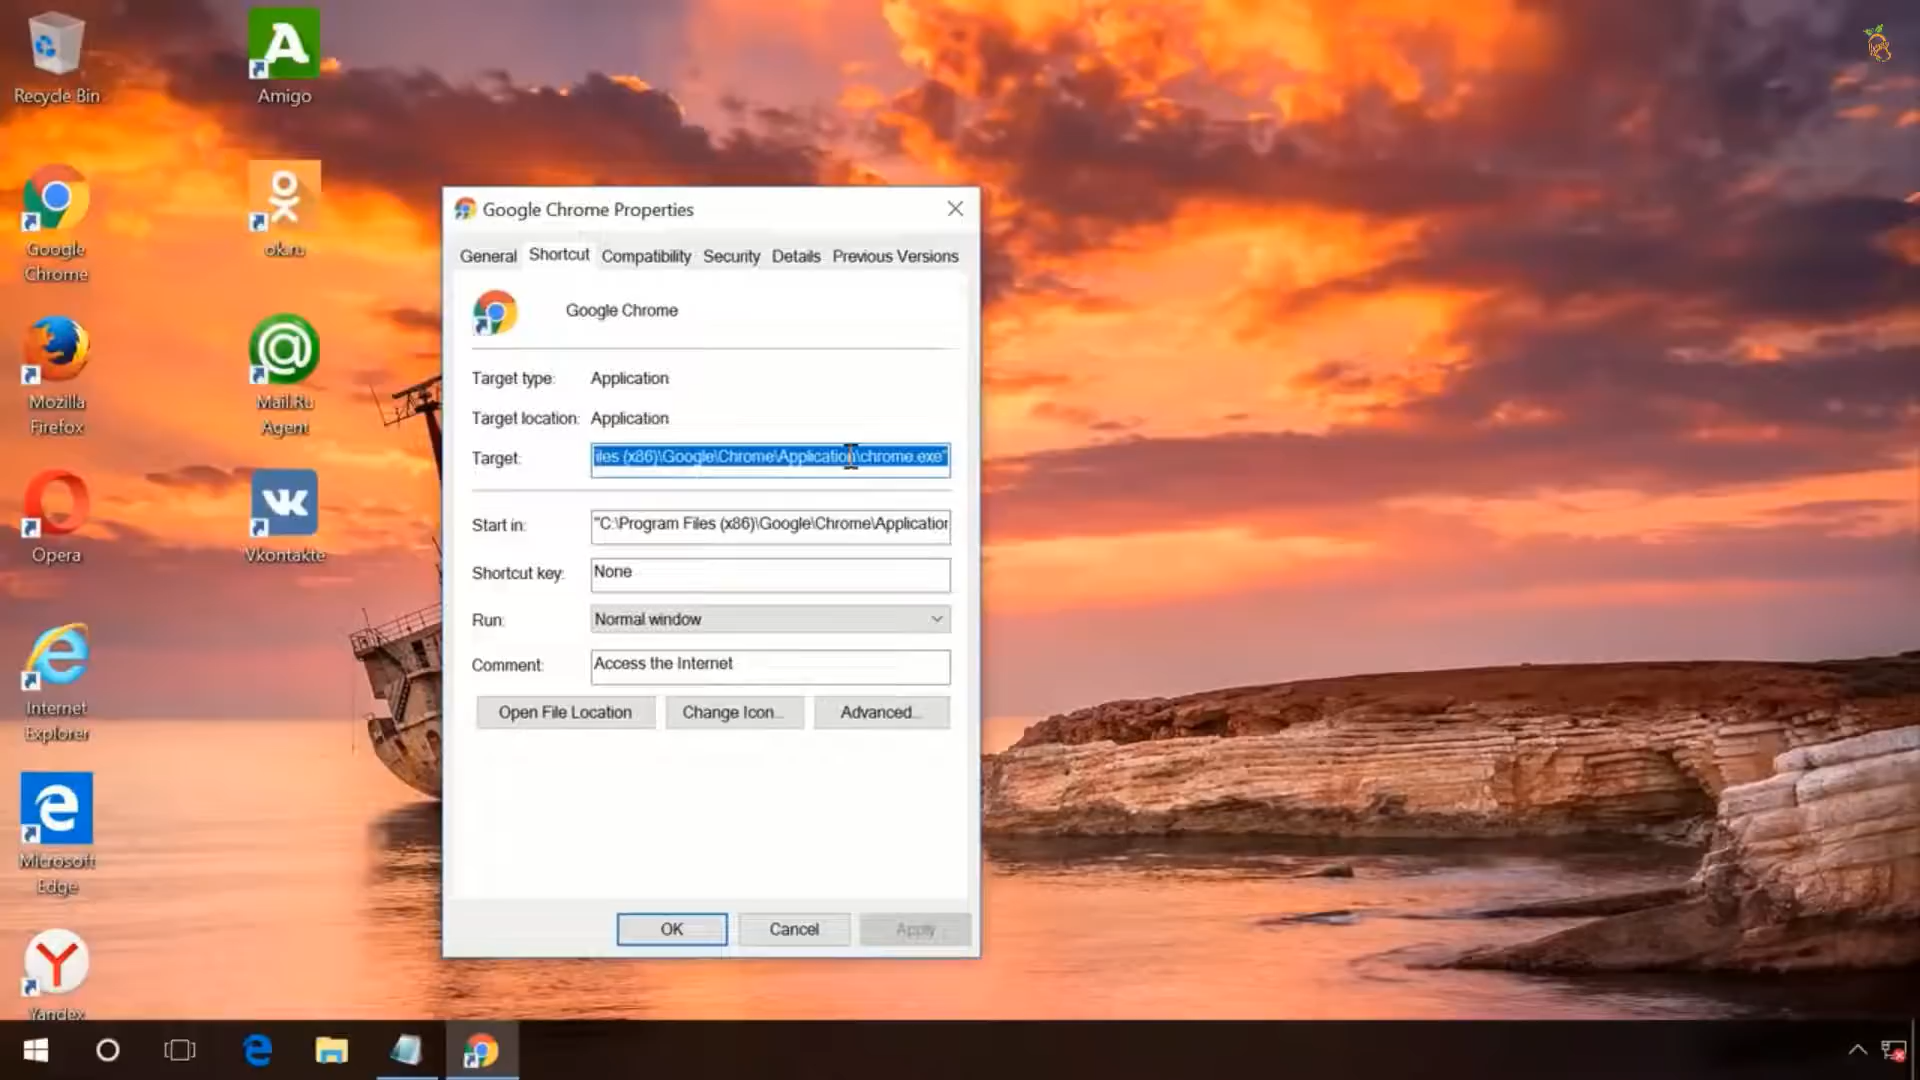 Recycle Bin
Amigo
Google
Chrome
ok.ru
Mozilla
Firefox
Mail.Ru
Agent
Opera
Vkontakte
Internet
Explorer
Microsoft
Edge
Yandex
Google Chrome Properties
General Shortcut Compatibility Security Details Previous Versions
Google Chrome
Target type: Application
Target location: Application
Target: iles (x86)\Google\Chrome\Application\chrome.exe"
Start in: "C:\Program Files (x86)\Google\Chrome\Application
Shortcut key: None
Run: Normal window
Comment: Access the Internet
Open File Location Change Icon... Advanced...
OK Cancel Apply